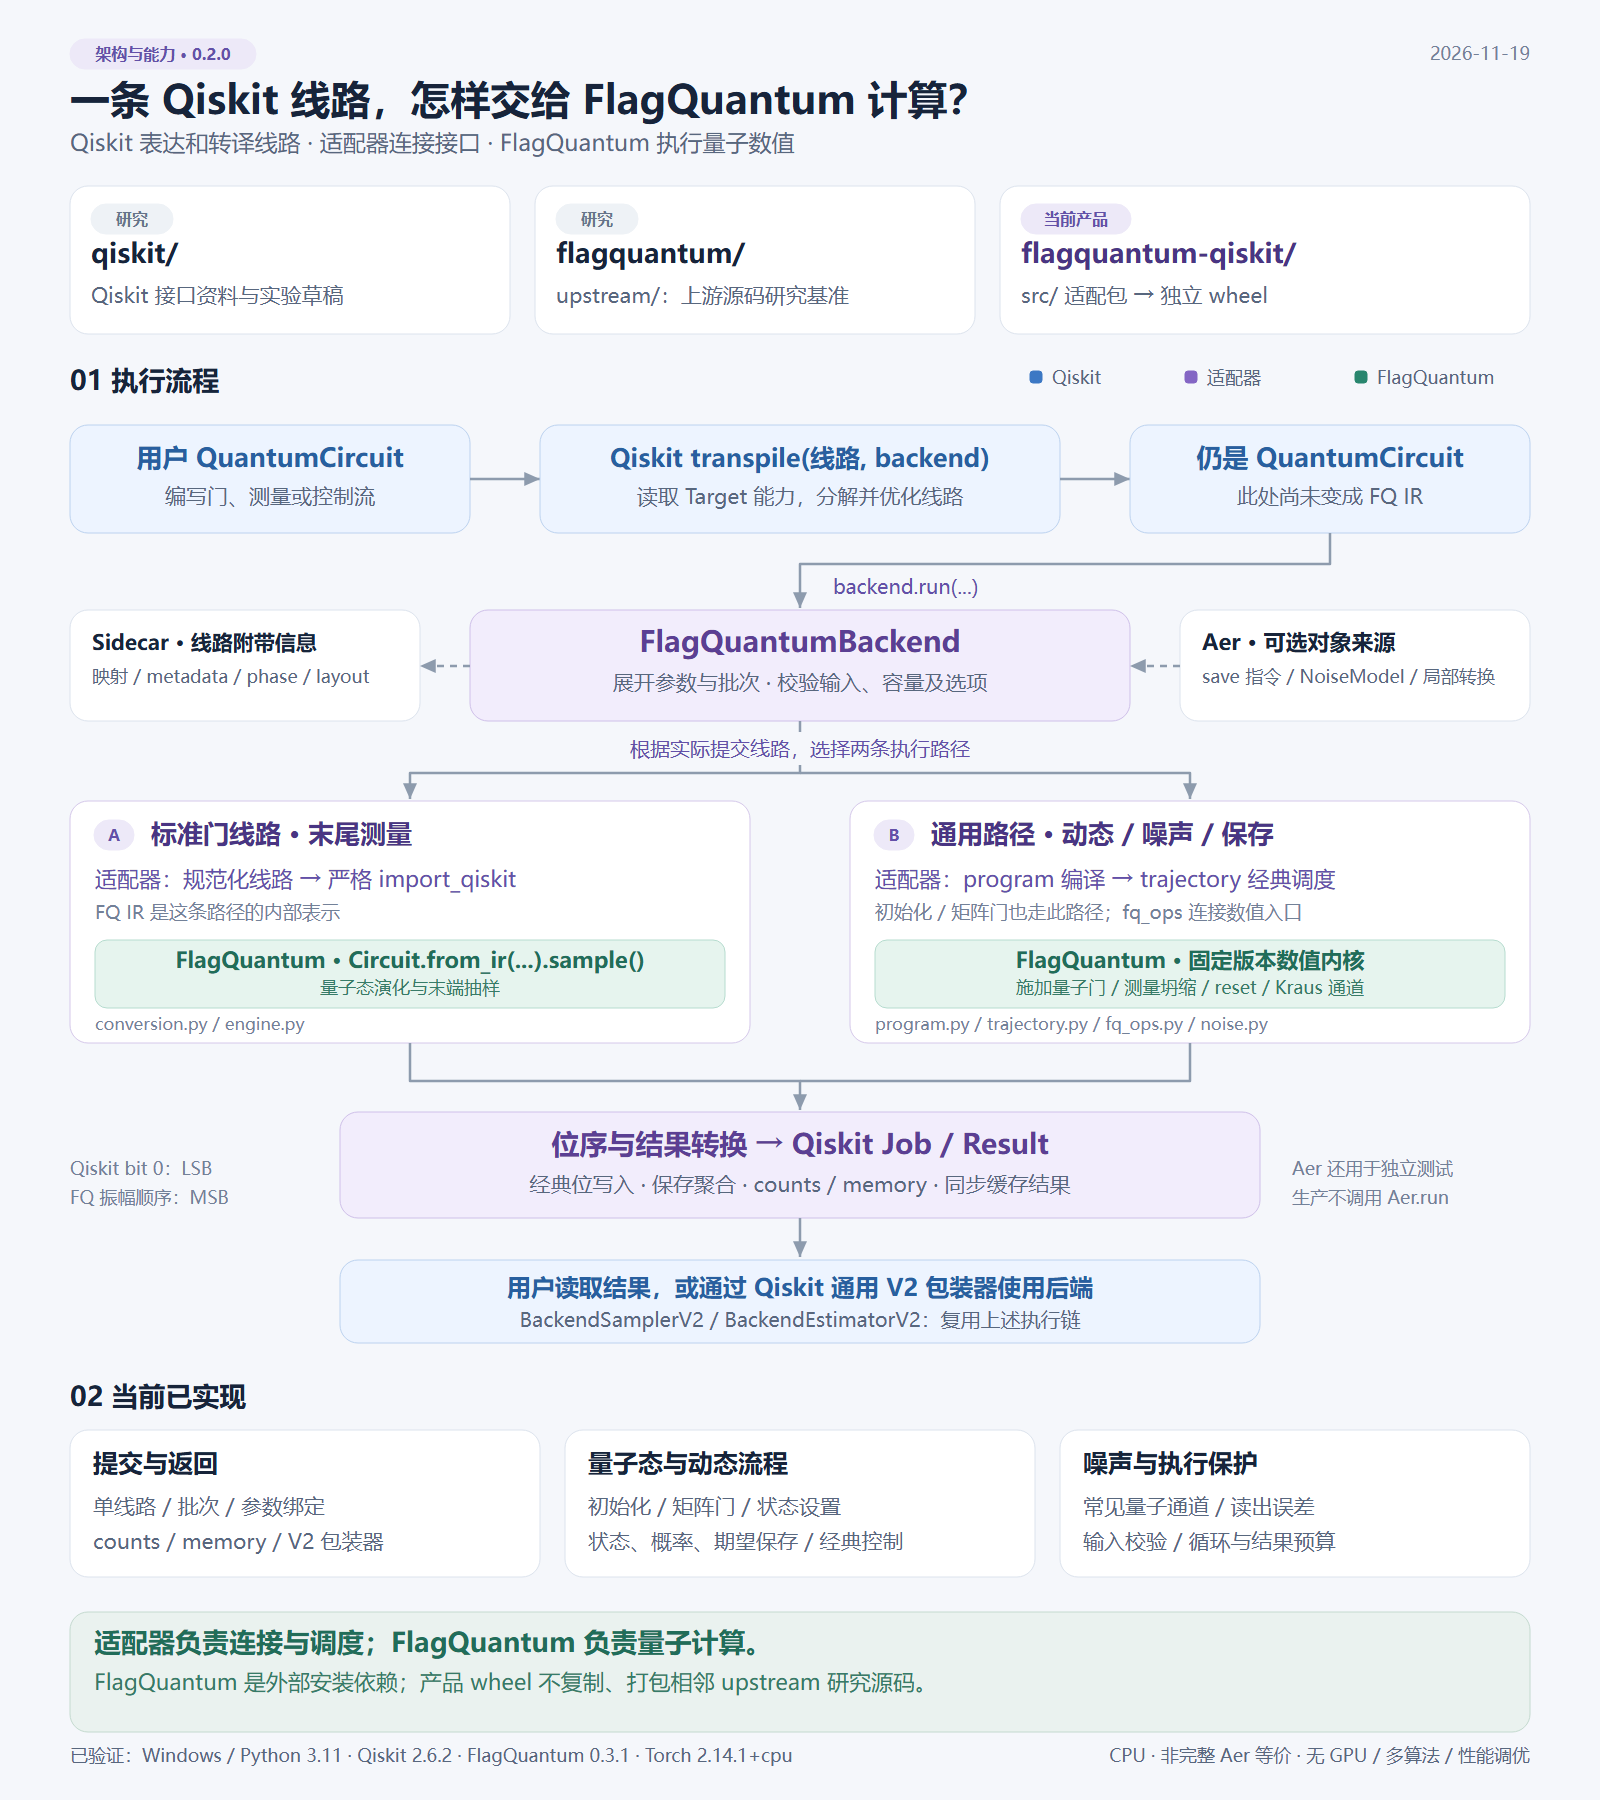 架构与能力 • 0.2.0
2026-11-19
一条 Qiskit 线路，怎样交给 FlagQuantum 计算？
Qiskit 表达和转译线路 · 适配器连接接口 · FlagQuantum 执行量子数值
研究
qiskit/
Qiskit 接口资料与实验草稿
研究
flagquantum/
upstream/：上游源码研究基准
当前产品
flagquantum-qiskit/
src/ 适配包 → 独立 wheel
01 执行流程
Qiskit
适配器
FlagQuantum
用户 QuantumCircuit
编写门、测量或控制流
Qiskit transpile(线路, backend)
读取 Target 能力，分解并优化线路
仍是 QuantumCircuit
此处尚未变成 FQ IR
backend.run(...)
Sidecar • 线路附带信息
映射 / metadata / phase / layout
FlagQuantumBackend
展开参数与批次 · 校验输入、容量及选项
Aer • 可选对象来源
save 指令 / NoiseModel / 局部转换
根据实际提交线路，选择两条执行路径
A
标准门线路 • 末尾测量
适配器：规范化线路 → 严格 import_qiskit
FQ IR 是这条路径的内部表示
FlagQuantum • Circuit.from_ir(...).sample()
量子态演化与末端抽样
conversion.py / engine.py
B
通用路径 • 动态 / 噪声 / 保存
适配器：program 编译 → trajectory 经典调度
初始化 / 矩阵门也走此路径；fq_ops 连接数值入口
FlagQuantum • 固定版本数值内核
施加量子门 / 测量坍缩 / reset / Kraus 通道
program.py / trajectory.py / fq_ops.py / noise.py
Qiskit bit 0：LSB
FQ 振幅顺序：MSB
位序与结果转换 → Qiskit Job / Result
经典位写入 · 保存聚合 · counts / memory · 同步缓存结果
Aer 还用于独立测试
生产不调用 Aer.run
用户读取结果，或通过 Qiskit 通用 V2 包装器使用后端
BackendSamplerV2 / BackendEstimatorV2：复用上述执行链
02 当前已实现
提交与返回
单线路 / 批次 / 参数绑定
counts / memory / V2 包装器
量子态与动态流程
初始化 / 矩阵门 / 状态设置
状态、概率、期望保存 / 经典控制
噪声与执行保护
常见量子通道 / 读出误差
输入校验 / 循环与结果预算
适配器负责连接与调度；FlagQuantum 负责量子计算。
FlagQuantum 是外部安装依赖；产品 wheel 不复制、打包相邻 upstream 研究源码。
已验证：Windows / Python 3.11 · Qiskit 2.6.2 · FlagQuantum 0.3.1 · Torch 2.14.1+cpu
CPU · 非完整 Aer 等价 · 无 GPU / 多算法 / 性能调优